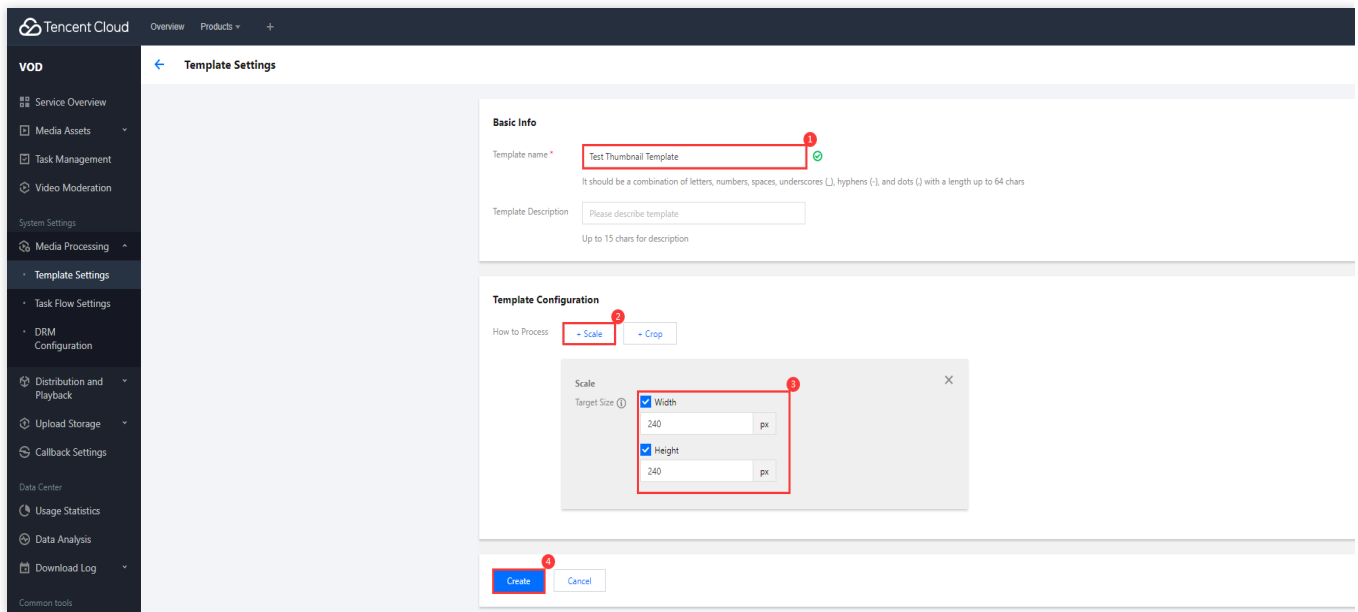 Tencent Cloud Overview Products +
VOD
Service Overview
Media Assets
Task Management
Video Moderation
System Settings
Media Processing
Template Settings
Task Flow Settings
DRM
Configuration
Distribution and
Playback
Upload Storage
Callback Settings
Data Center
Usage Statistics
Data Analysis
Download Log
Common tools
Template Settings
Basic Info
1
Template name * Test Thumbnail Template
It should be a combination of letters, numbers, spaces, underscores (_), hyphens (-), and dots (.) with a length up to 64 chars
Template Description Please describe template
Up to 15 chars for description
Template Configuration
2
How to Process + Scale + Crop
Scale
3
Target Size Width
240 px
Height
240 px
4
Create Cancel